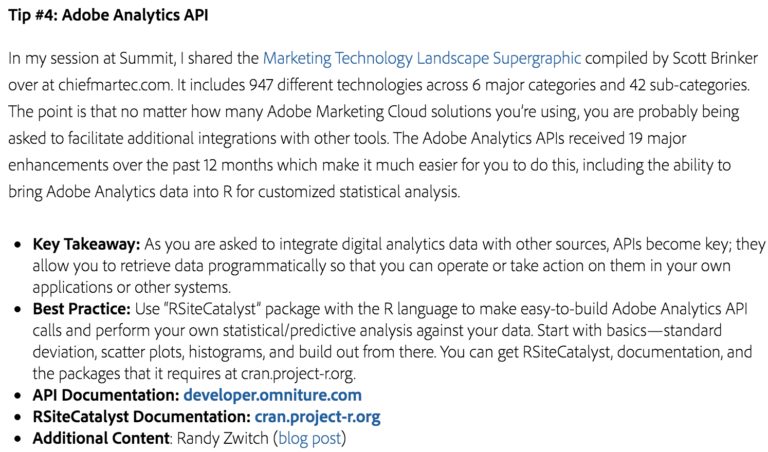 Tip #4: Adobe Analytics API
In my session at Summit, I shared the Marketing Technology Landscape Supergraphic compiled by Scott Brinker
over at chiefmartec.com. It includes 947 different technologies across 6 major categories and 42 sub-categories.
The point is that no matter how many Adobe Marketing Cloud solutions you're using, you are probably being
asked to facilitate additional integrations with other tools. The Adobe Analytics APIs received 19 major
enhancements over the past 12 months which make it much easier for you to do this, including the ability to
bring Adobe Analytics data into R for customized statistical analysis.
• Key Takeaway: As you are asked to integrate digital analytics data with other sources, APIs become key; they
allow you to retrieve data programmatically so that you can operate or take action on them in your own
applications or other systems.
• Best Practice: Use "RSiteCatalyst" package with the R language to make easy-to-build Adobe Analytics API
calls and perform your own statistical/predictive analysis against your data. Start with basics—standard
deviation, scatter plots, histograms, and build out from there. You can get RSiteCatalyst, documentation, and
the packages that it requires at cran.project-r.org.
• API Documentation: developer.omniture.com
• RSiteCatalyst Documentation: cran.project-r.org
• Additional Content: Randy Zwitch (blog post)